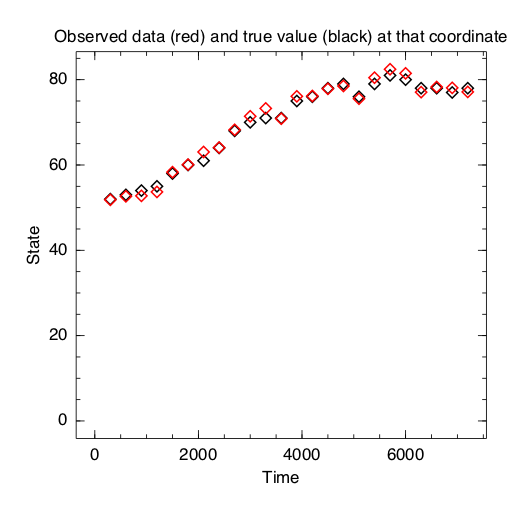 Observed data (red) and true value (black) at that coordinate
80
60
40
20
0
State
0 2000 4000 6000
Time